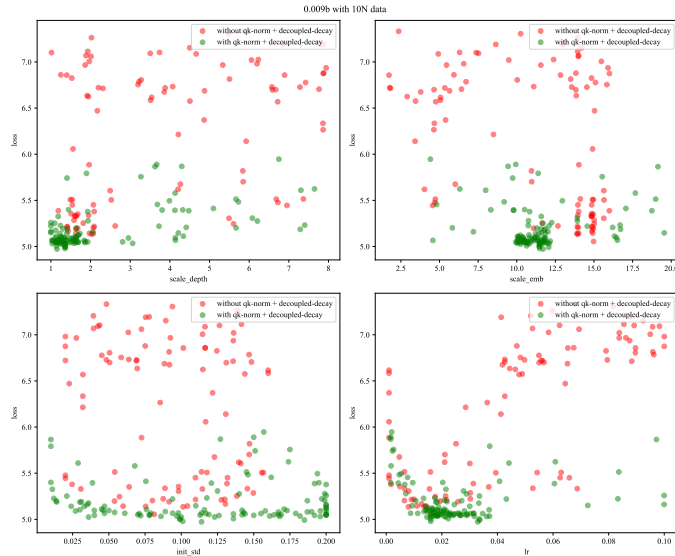 0.009b with 10N data
without qk-norm + decoupled-decay
with qk-norm + decoupled-decay
7.0
6.5
6.0
5.5
5.0
loss
1
2
3
4
5
6
7
8
scale_depth
without qk-norm + decoupled-decay
with qk-norm + decoupled-decay
7.0
6.5
6.0
5.5
5.0
loss
2.5
5.0
7.5
10.0
12.5
15.0
17.5
20.0
scale_emb
without qk-norm + decoupled-decay
with qk-norm + decoupled-decay
7.0
6.5
6.0
5.5
5.0
loss
0.025
0.050
0.075
0.100
0.125
0.150
0.175
0.200
init_std
without qk-norm + decoupled-decay
with qk-norm + decoupled-decay
7.0
6.5
6.0
5.5
5.0
loss
0.00
0.02
0.04
0.06
0.08
0.10
lr